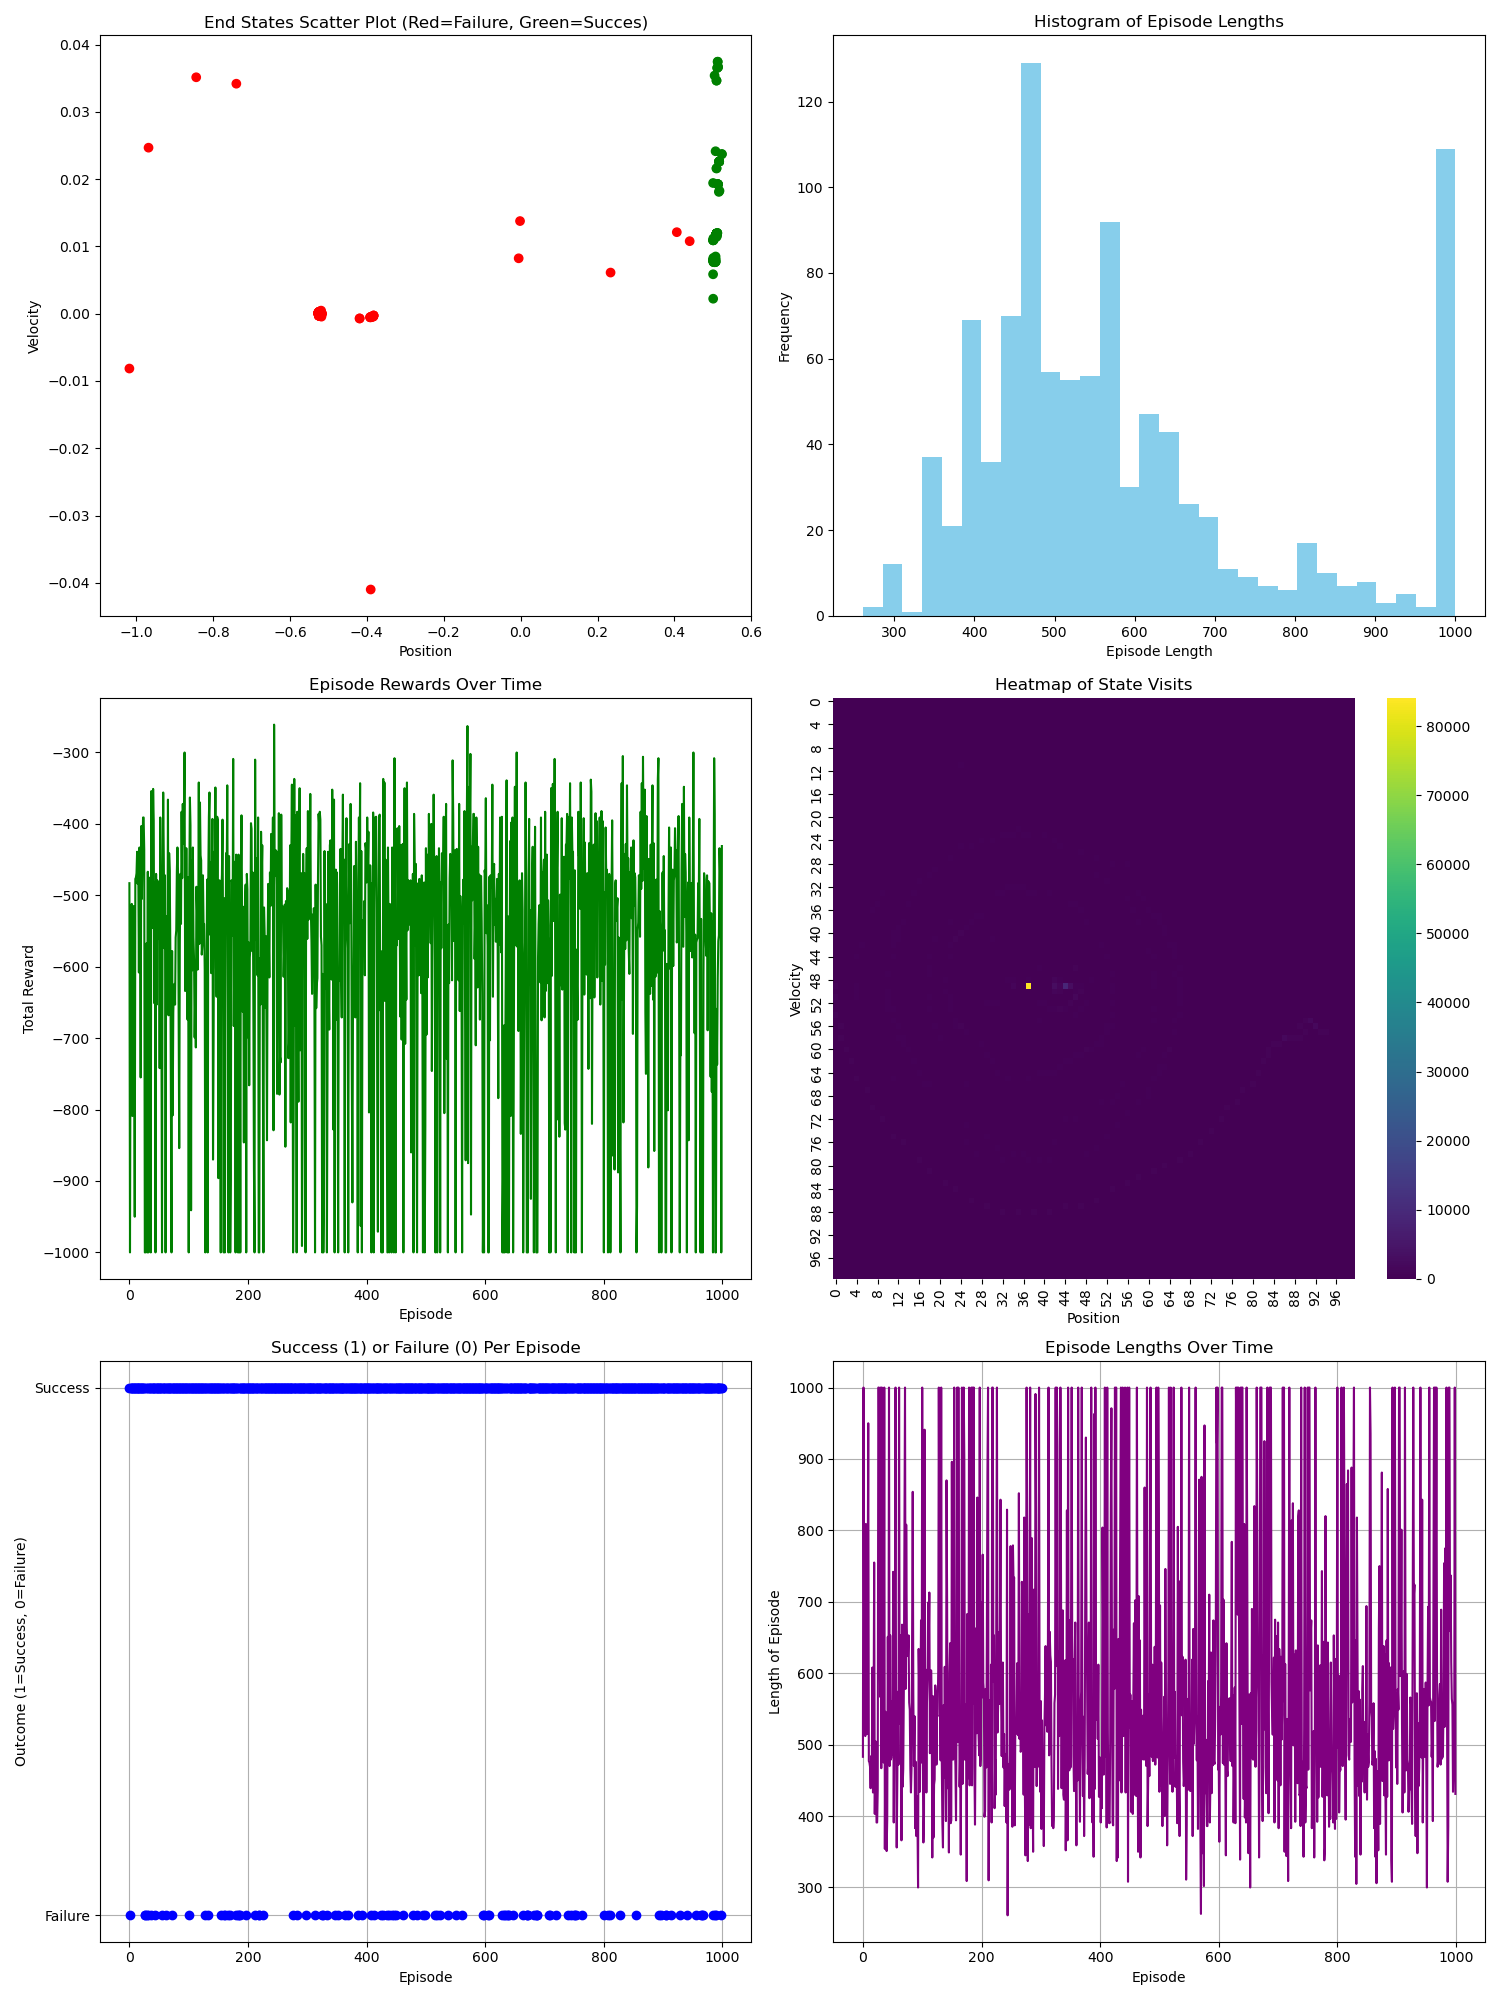 End States Scatter Plot (Red=Failure, Green=Succes)
0.04
0.03
0.02
0.01
0.00
−0.01
−0.02
−0.03
−0.04
Velocity
−1.0 −0.8 −0.6 −0.4 −0.2 0.0 0.2 0.4 0.6
Position
Histogram of Episode Lengths
120
100
80
60
40
20
0
Frequency
300 400 500 600 700 800 900 1000
Episode Length
Episode Rewards Over Time
−300
−400
−500
−600
−700
−800
−900
−1000
Total Reward
0 200 400 600 800 1000
Episode
Heatmap of State Visits
0
4
8
12
16
20
24
28
32
36
40
44
48
52
56
60
64
68
72
76
80
84
88
92
96
Velocity
0 4 8 12 16 20 24 28 32 36 40 44 48 52 56 60 64 68 72 76 80 84 88 92 96
Position
80000
70000
60000
50000
40000
30000
20000
10000
0
Success (1) or Failure (0) Per Episode
Success
Failure
Outcome (1=Success, 0=Failure)
0 200 400 600 800 1000
Episode
Episode Lengths Over Time
1000
900
800
700
600
500
400
300
Length of Episode
0 200 400 600 800 1000
Episode